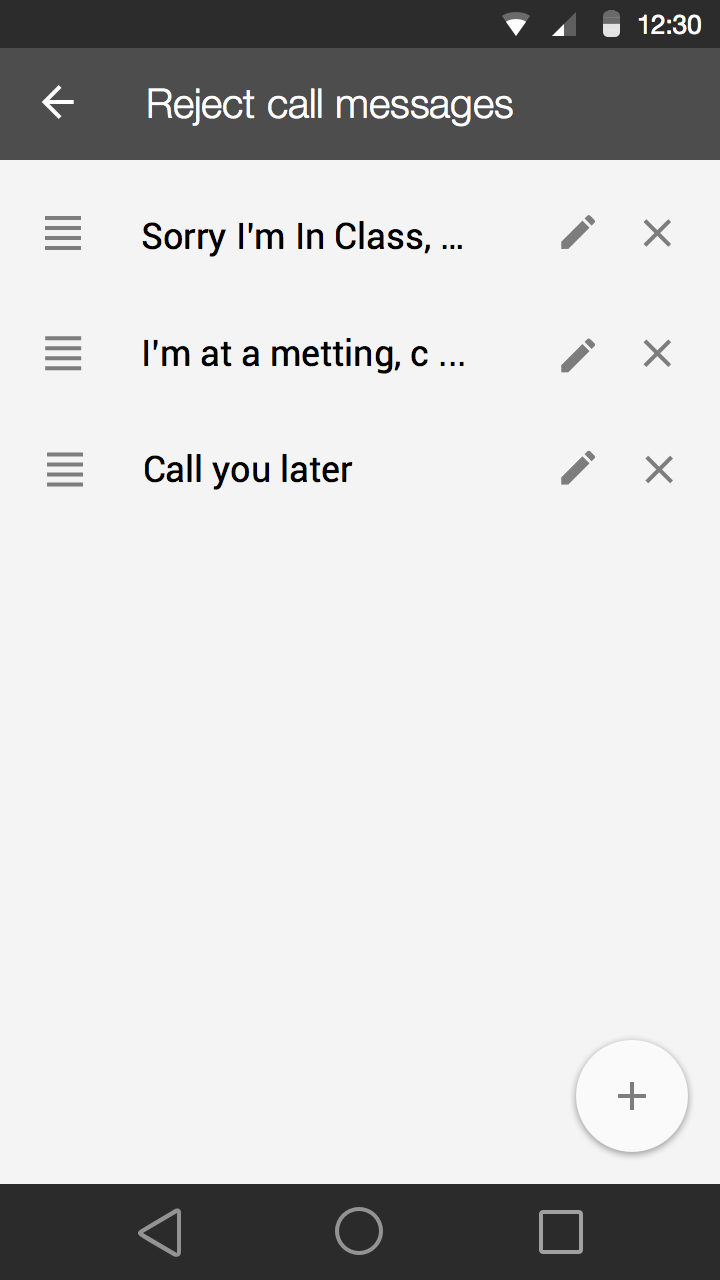 12:30
Reject call messages
Sorry I'm In Class, ...
I'm at a metting, c ...
Call you later